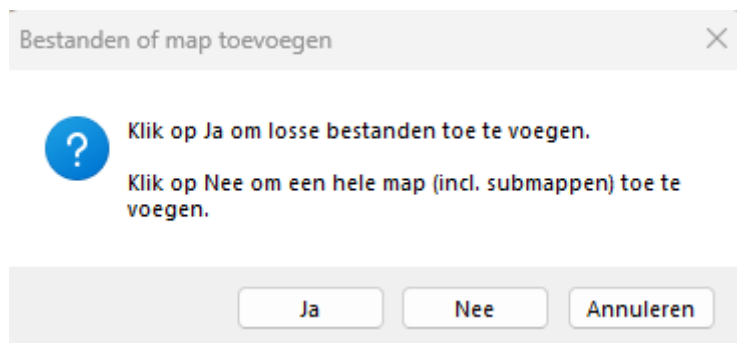 Bestanden of map toevoegen
?
Klik op Ja om losse bestanden toe te voegen.
Klik op Nee om een hele map (incl. submappen) toe te
voegen.
Ja
Nee
Annuleren